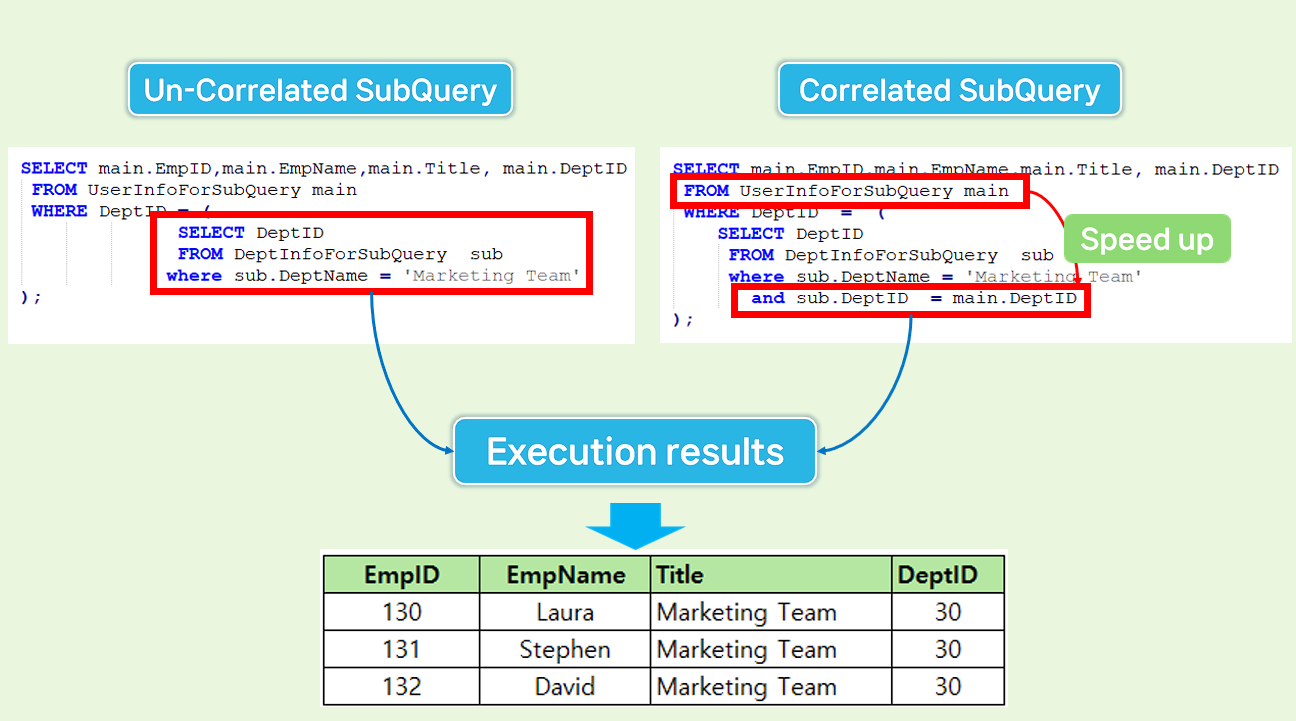 Un-Correlated SubQuery
Correlated SubQuery
SELECT main.EmpID,main.EmpName,main.Title, main.DeptID
FROM UserInfoForSubQuery main
WHERE DeptID = (
SELECT DeptID
FROM DeptInfoForSubQuery sub
where sub.DeptName = 'Marketing Team'
);
SELECT main.EmpID,main.EmpName,main.Title, main.DeptID
FROM UserInfoForSubQuery main
WHERE DeptID = (
SELECT DeptID
FROM DeptInfoForSubQuery sub
where sub.DeptName = 'Marketing Team'
and sub.DeptID = main.DeptID
);
Speed up
Execution results
EmpID EmpName Title DeptID
130 Laura Marketing Team 30
131 Stephen Marketing Team 30
132 David Marketing Team 30